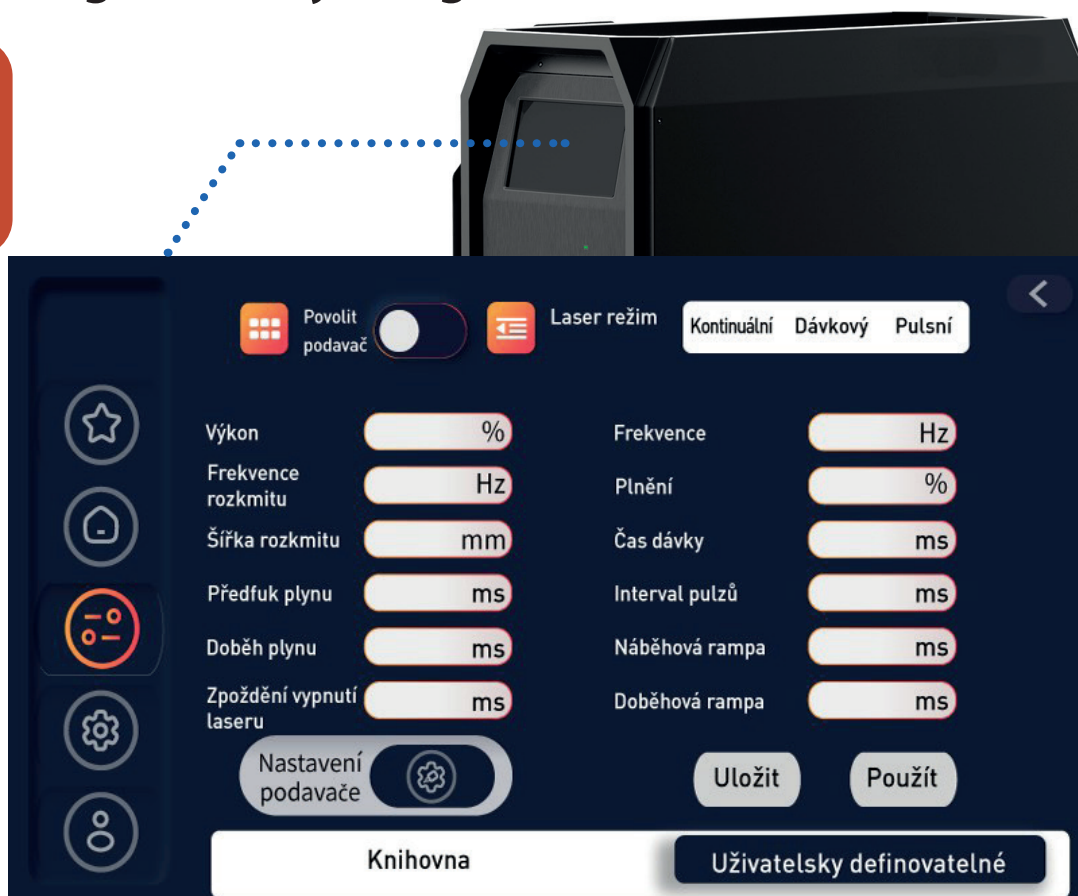 Povolit
podavač
Laser režim
Kontinuální Dávkový Pulsní
Výkon % Frekvence Hz
Frekvence
rozkmitu Hz Plnění %
Šířka rozkmitu mm Čas dávky ms
Předfuk plynu ms Interval pulzů ms
Doběh plynu ms Náběhová rampa ms
Zpoždění vypnutí
laseru ms Doběhová rampa ms
Nastavení
podavače
Uložit Použít
Knihovna Uživatelsky definovatelné